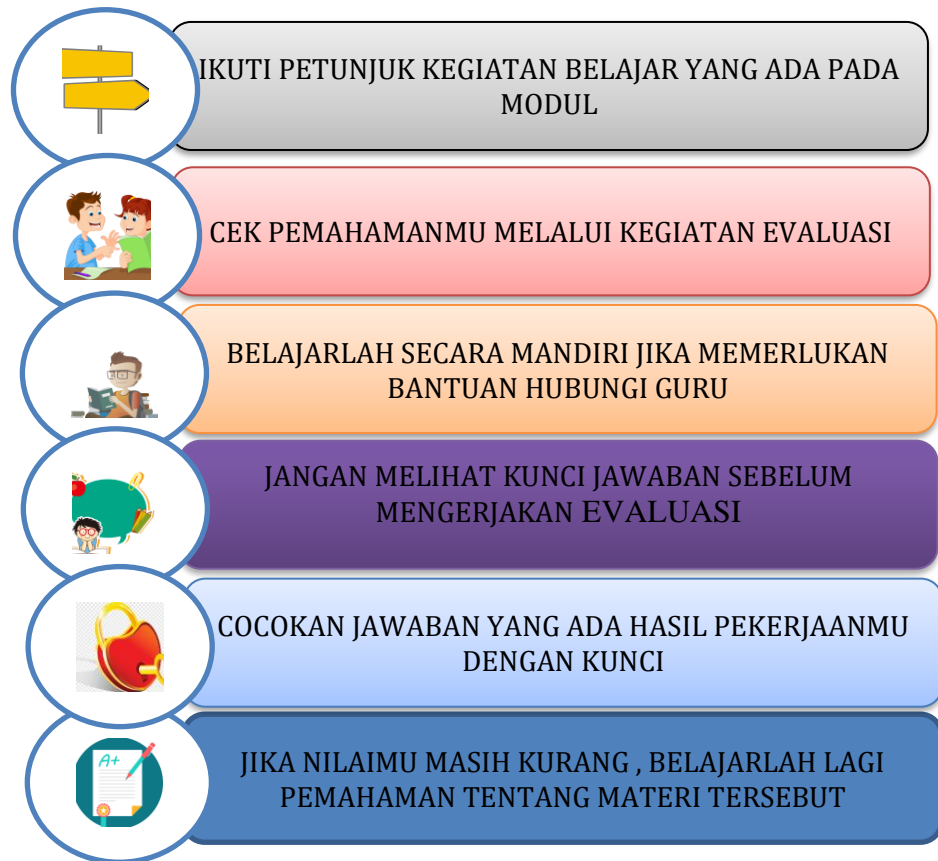 IKUTI PETUNJUK KEGIATAN BELAJAR YANG ADA PADA
MODUL
CEK PEMAHAMANMU MELALUI KEGIATAN EVALUASI
BELAJARLAH SECARA MANDIRI JIKA MEMERLUKAN
BANTUAN HUBUNGI GURU
JANGAN MELIHAT KUNCI JAWABAN SEBELUM
MENGERJAKAN EVALUASI
COCOKAN JAWABAN YANG ADA HASIL PEKERJAANMU
DENGAN KUNCI
A+
JIKA NILAIMU MASIH KURANG , BELAJARLAH LAGI
PEMAHAMAN TENTANG MATERI TERSEBUT